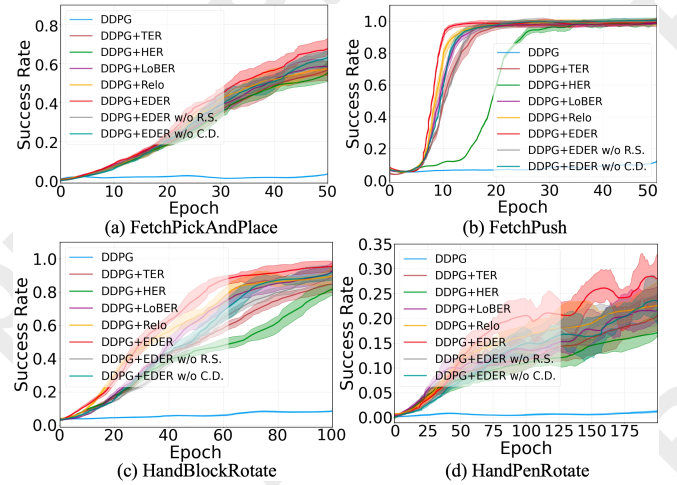 Success Rate
0.8
0.6
0.4
0.2
0.0
DDPG
DDPG+TER
DDPG+HER
DDPG+LoBER
DDPG+Relo
DDPG+EDER
DDPG+EDER w/o R.S.
DDPG+EDER w/o C.D.
0 10 20 30 40 50
Epoch
(a) FetchPickAndPlace
Success Rate
1.0
0.8
0.6
0.4
0.2
0.0
DDPG
DDPG+TER
DDPG+HER
DDPG+LoBER
DDPG+Relo
DDPG+EDER
DDPG+EDER w/o R.S.
DDPG+EDER w/o C.D.
0 10 20 30 40 50
Epoch
(b) FetchPush
Success Rate
1.0
0.8
0.6
0.4
0.2
0.0
DDPG
DDPG+TER
DDPG+HER
DDPG+LoBER
DDPG+Relo
DDPG+EDER
DDPG+EDER w/o R.S.
DDPG+EDER w/o C.D.
0 20 40 60 80 100
Epoch
(c) HandBlockRotate
Success Rate
0.35
0.30
0.25
0.20
0.15
0.10
0.05
0.00
DDPG
DDPG+TER
DDPG+HER
DDPG+LoBER
DDPG+Relo
DDPG+EDER
DDPG+EDER w/o R.S.
DDPG+EDER w/o C.D.
0 25 50 75 100 125 150 175
Epoch
(d) HandPenRotate